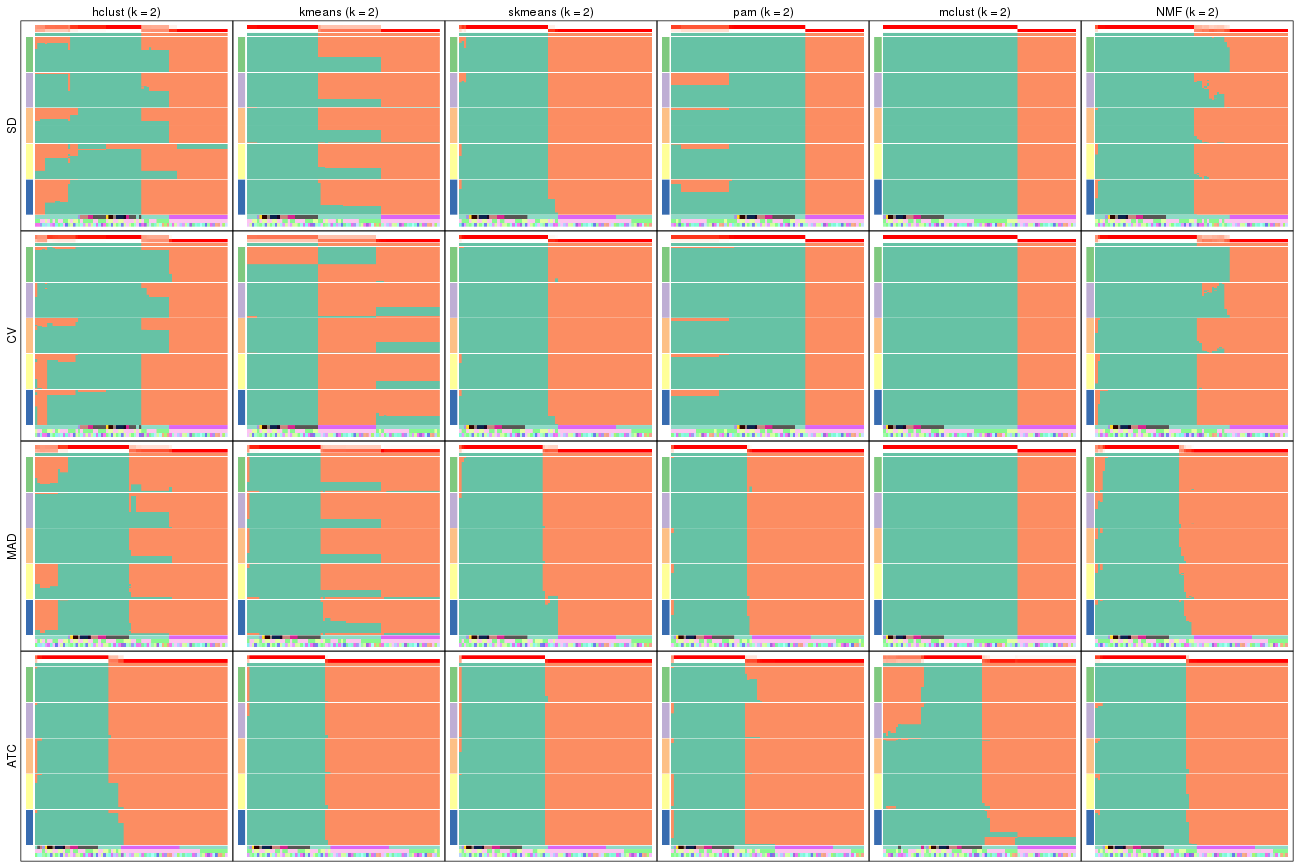 hclust (k = 2) kmeans (k = 2) skmeans (k = 2) pam (k = 2) mclust (k = 2) NMF (k = 2)
SD
CV
MAD
ATC